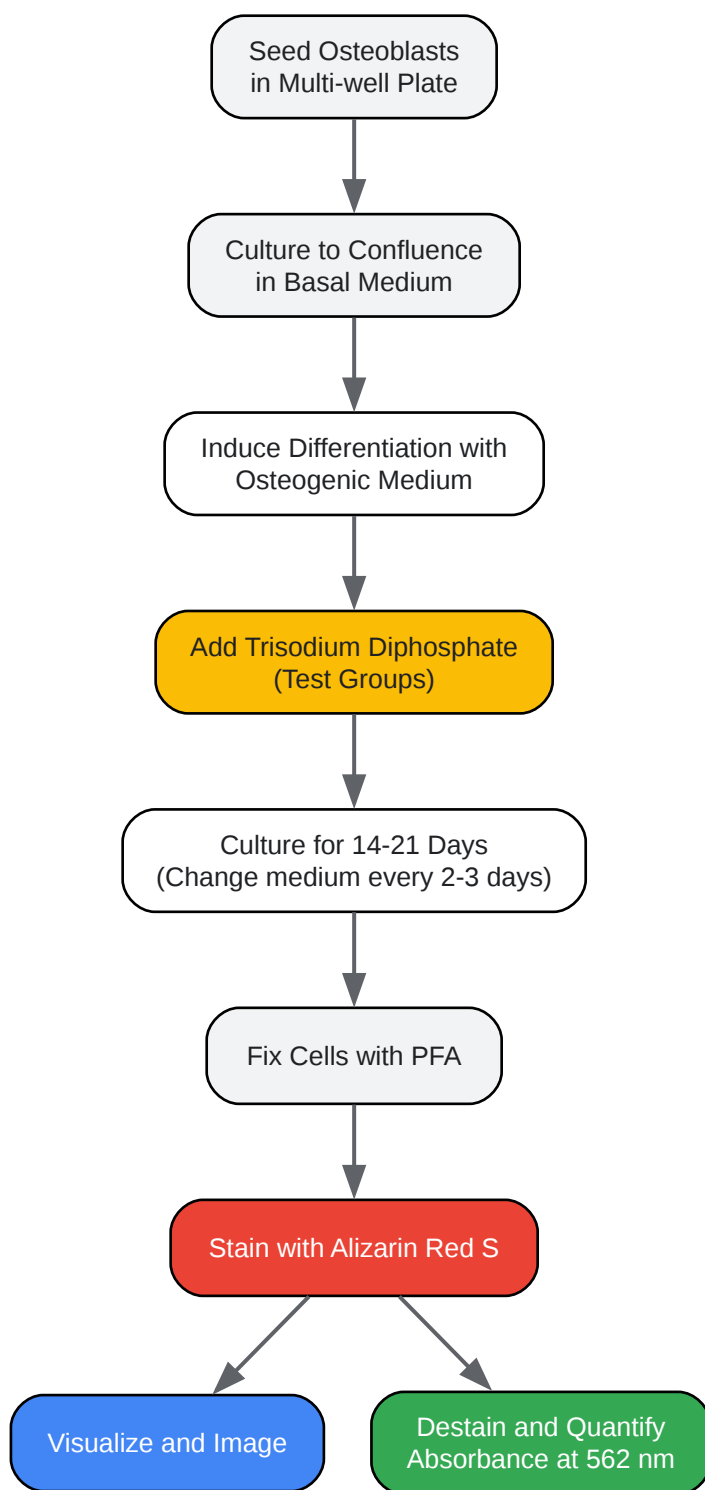 Seed Osteoblasts
in Multi-well Plate
Culture to Confluence
in Basal Medium
Induce Differentiation with
Osteogenic Medium
Add Trisodium Diphosphate
(Test Groups)
Culture for 14-21 Days
(Change medium every 2-3 days)
Fix Cells with PFA
Stain with Alizarin Red S
Visualize and Image
Destain and Quantify
Absorbance at 562 nm